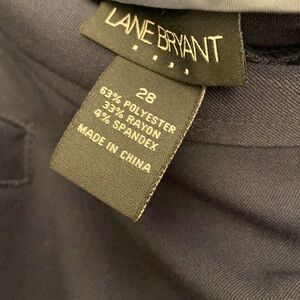 LANE BRYANT
28
63% POLYESTER
33% RAYON
4% SPANDEX
MADE IN CHINA